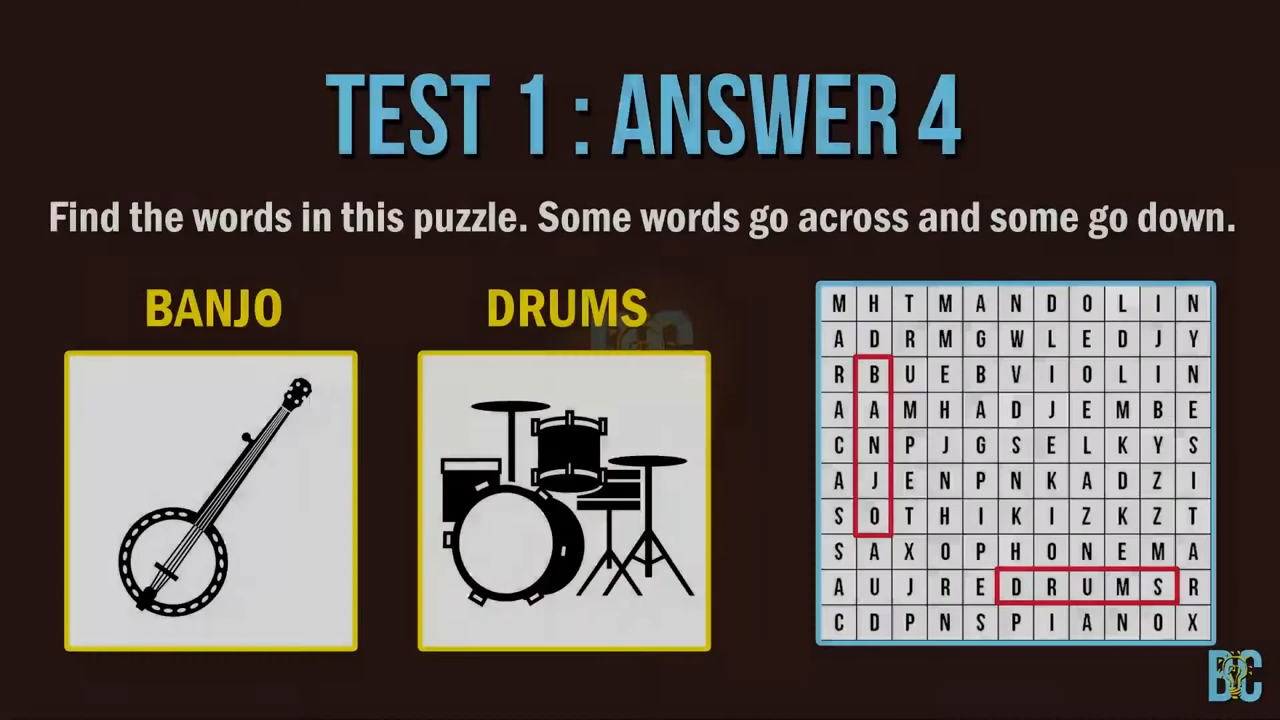 TEST 1 : ANSWER 4
Find the words in this puzzle. Some words go across and some go down.
BANJO
DRUMS
M H T M A N D O L I N
A D R M G W L E D J Y
R B U E B V I O L I N
A A M H A D J E M B E
C N P J G S E L K Y S
A J E N P N K A D Z I
S O T H I K I Z K Z T
S A X O P H O N E M A
A U J R E D R U M S R
C D P N S P I A N O X
BC